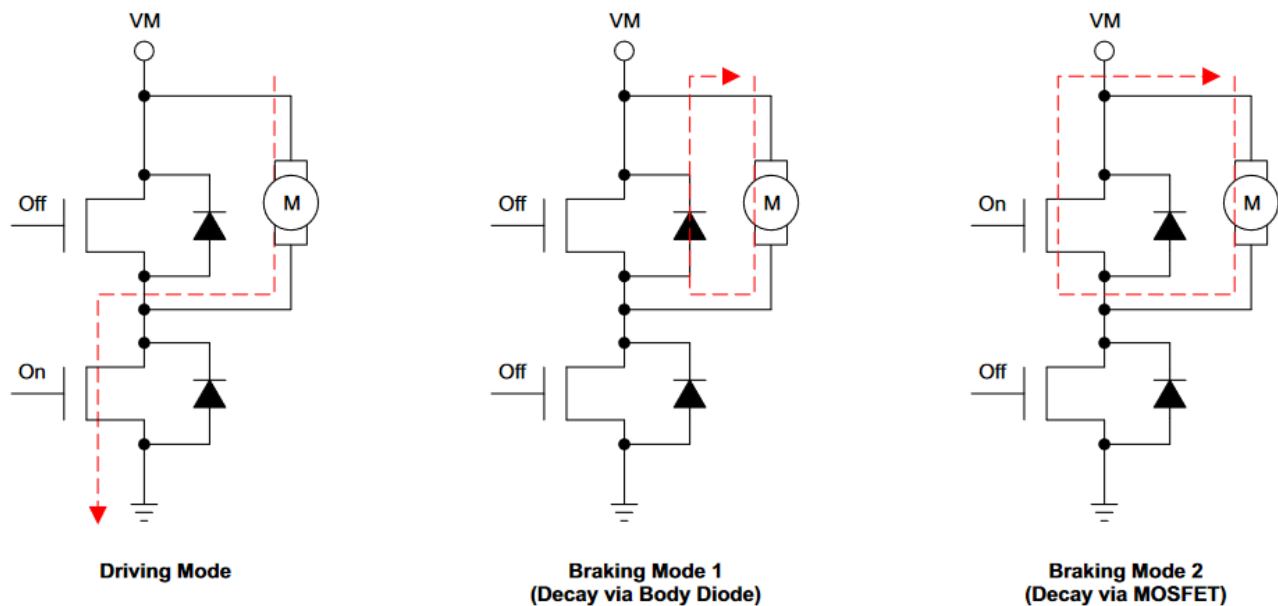 VM
VM
VM
Off
M
Off
M
On
M
On
Off
Off
Driving Mode
Braking Mode 1
(Decay via Body Diode)
Braking Mode 2
(Decay via MOSFET)